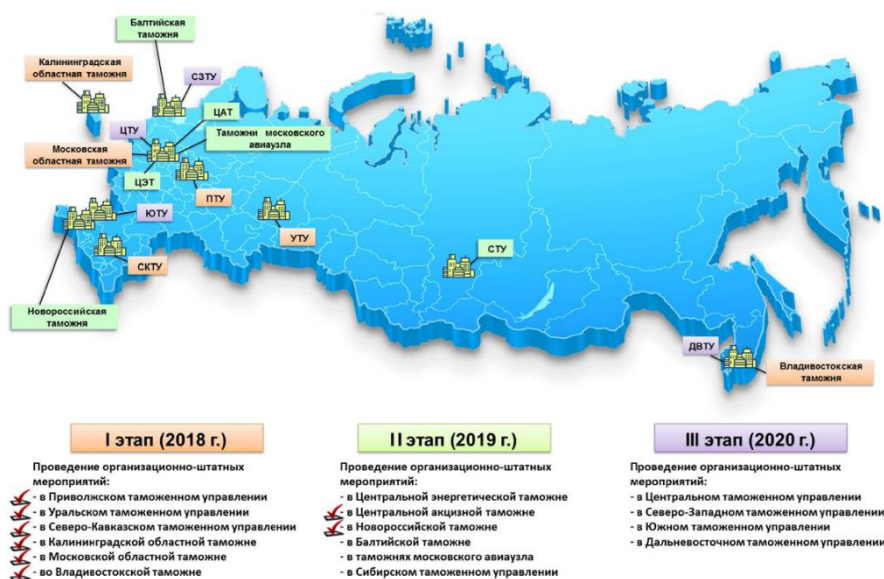 Балтийская
таможня
Калининградская
областная таможня
СЗТУ
ЦАТ
ЦТУ
Таможни московского
авиаузла
Московская
областная таможня
ЦЭТ
ПТУ
ЮТУ
УТУ
СТУ
СКТУ
Новороссийская
таможня
ДВТУ
Владивостокская
таможня
I этап (2018 г.)
Проведение организационно-штатных
мероприятий:
- в Приволжском таможенном управлении
- в Уральском таможенном управлении
- в Северо-Кавказском таможенном управлении
- в Калининградской областной таможне
- в Московской областной таможне
- во Владивостокской таможне
II этап (2019 г.)
Проведение организационно-штатных
мероприятий:
- в Центральной энергетической таможне
- в Центральной акцизной таможне
- в Новороссийской таможне
- в Балтийской таможне
- в таможнях московского авиаузла
- в Сибирском таможенном управлении
III этап (2020 г.)
Проведение организационно-штатных
мероприятий:
- в Центральном таможенном управлении
- в Северо-Западном таможенном управлении
- в Южном таможенном управлении
- в Дальневосточном таможенном управлении